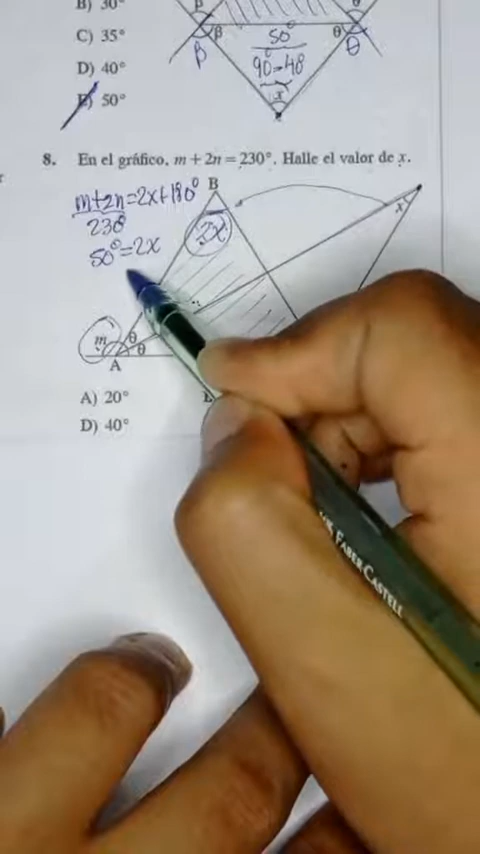 B) 30°
C) 35°
D) 40°
E) 50°
β
β
β
50°
90-40
x
θ
θ
θ
8. En el gráfico, m + 2n = 230°. Halle el valor de x.
m+2n=2x+180°
230°
50°=2x
B
2X
x
m
θ
θ
A
A) 20°
D) 40°
FABER CASTELL